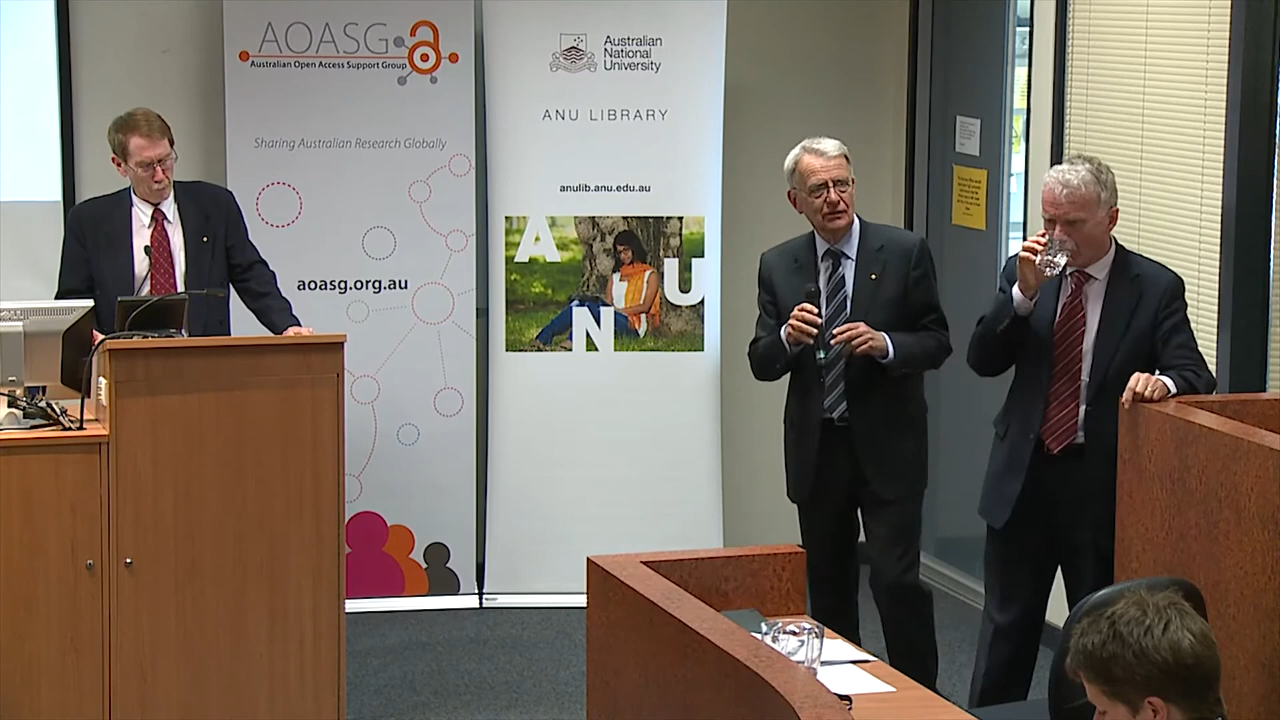 AOASG
Australian Open Access Support Group
Sharing Australian Research Globally
aoasg.org.au
Australian
National
University
ANU LIBRARY
anulib.anu.edu.au
A
N
U